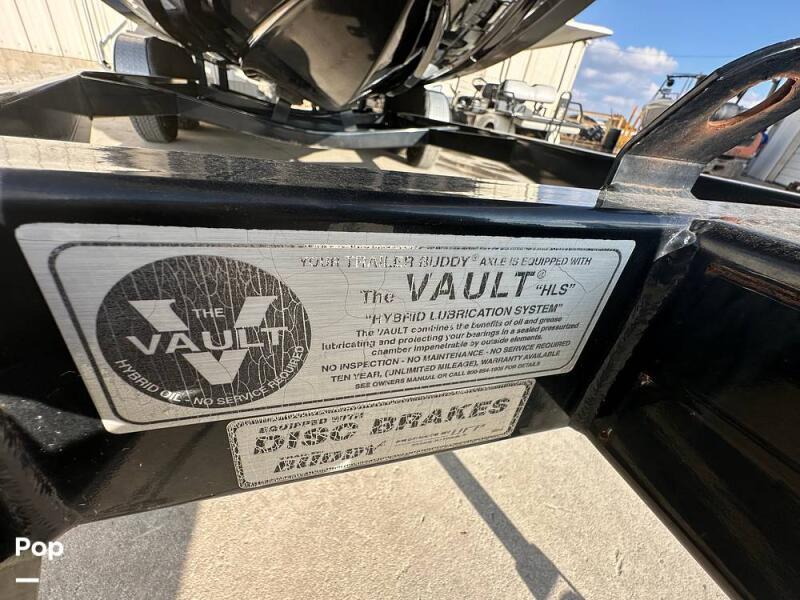 YOUR TRAILER BUDDY® AXLE IS EQUIPPED WITH
The VAULT® "HLS"
"HYBRID LUBRICATION SYSTEM"
The VAULT combines the benefits of oil and grease
lubricating and protecting your bearings in a sealed pressurized
chamber impenetrable by outside elements.
NO INSPECTION - NO MAINTENANCE - NO SERVICE REQUIRED
TEN YEAR, (UNLIMITED MILEAGE), WARRANTY AVAILABLE
SEE OWNERS MANUAL OR CALL FOR DETAILS
THE
VAULT
HYBRID OIL - NO SERVICE REQUIRED
EQUIPPED WITH
DISC BRAKES
BUDDY
Pop